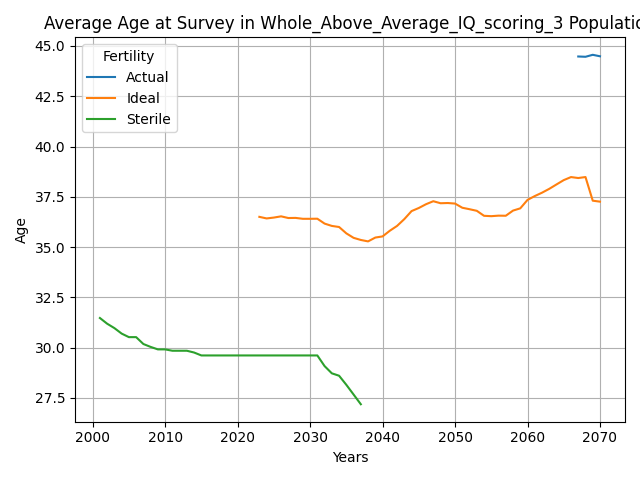 Average Age at Survey in Whole_Above_Average_IQ_scoring_3 Populatio
Fertility
Actual
Ideal
Sterile
45.0
42.5
40.0
37.5
35.0
32.5
30.0
27.5
Age
2000 2010 2020 2030 2040 2050 2060 2070
Years